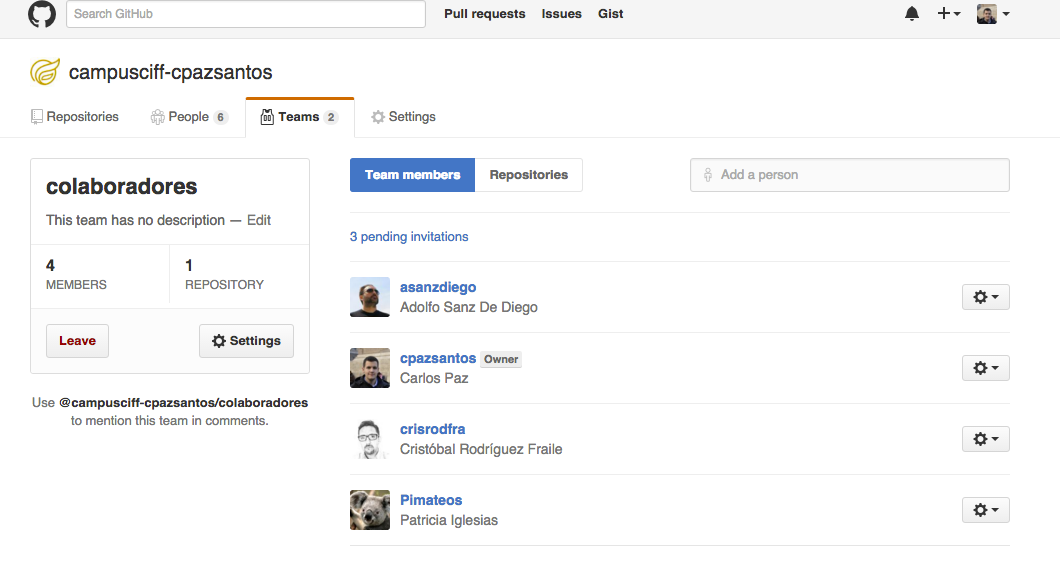 Search GitHub
Pull requests Issues Gist
campusciff-cpazsantos
Repositories People 6 Teams 2 Settings
colaboradores
This team has no description — Edit
4 1
MEMBERS REPOSITORY
Leave Settings
Use @campusciff-cpazsantos/colaboradores
to mention this team in comments.
Team members Repositories Add a person
3 pending invitations
asanzdiego
Adolfo Sanz De Diego
cpazsantos Owner
Carlos Paz
crisrodfra
Cristóbal Rodríguez Fraile
Pimateos
Patricia Iglesias